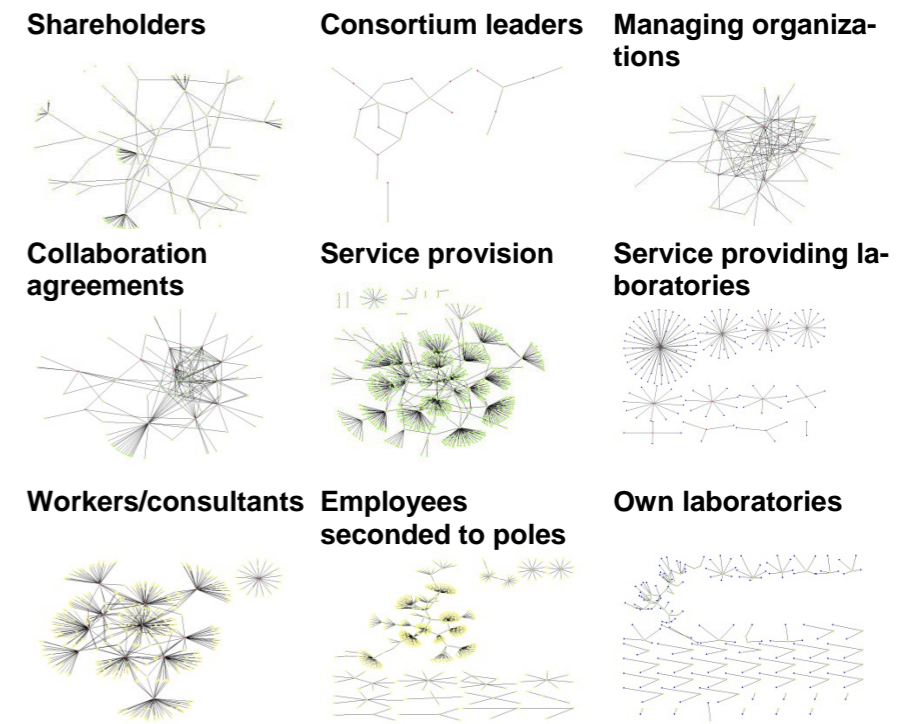 Shareholders
Consortium leaders
Managing organiza-
tions
Collaboration
agreements
Service provision
Service providing la-
boratories
Workers/consultants
Employees
seconded to poles
Own laboratories